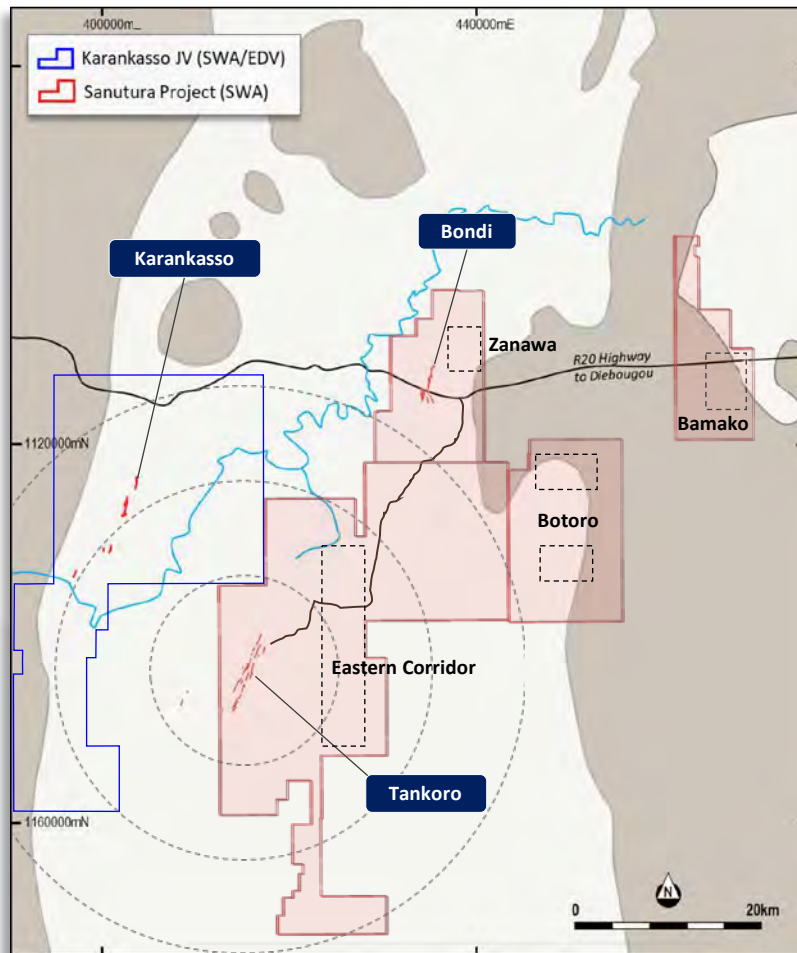 400000m_
440000mE
Karankasso JV (SWA/EDV)
Sanutura Project (SWA)
Bondi
Karankasso
Zanawa
R20 Highway
to Diebougou
Bamako
1120000mN
Botoro
Eastern Corridor
Tankoro
1160000mN
N
0
20km